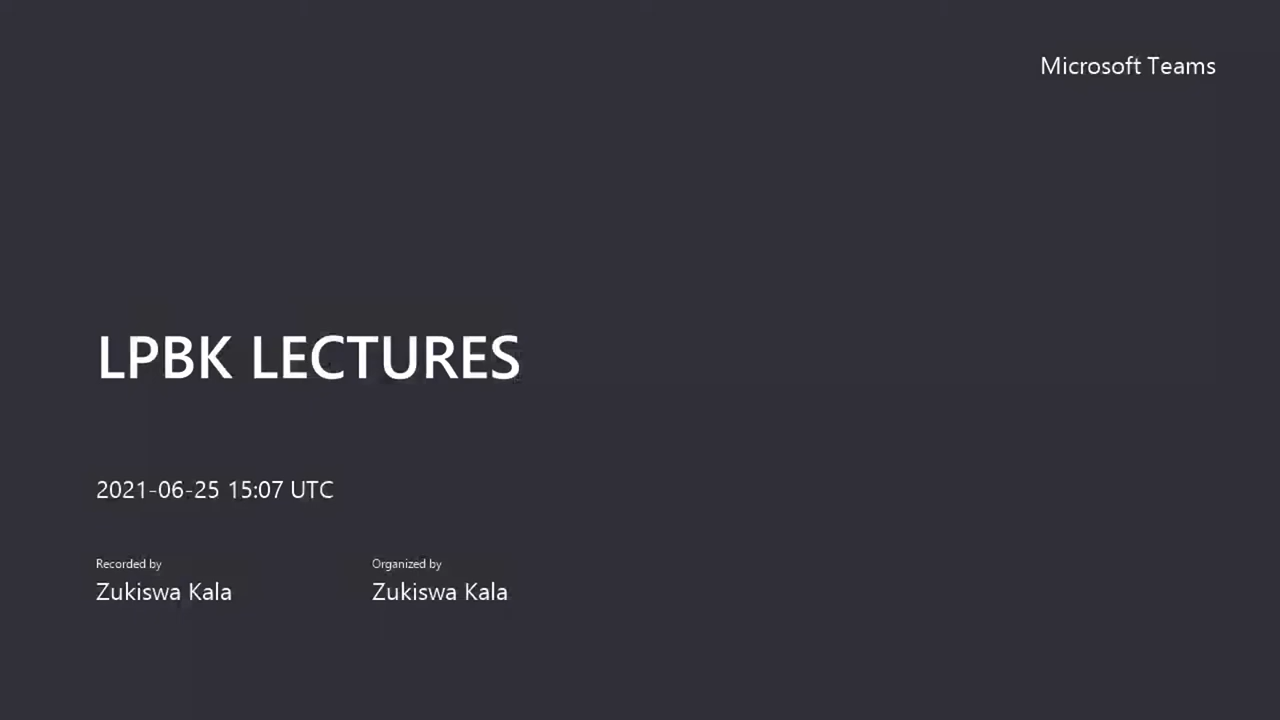 Microsoft Teams
LPBK LECTURES
2021-06-25 15:07 UTC
Recorded by
Zukiswa Kala
Organized by
Zukiswa Kala